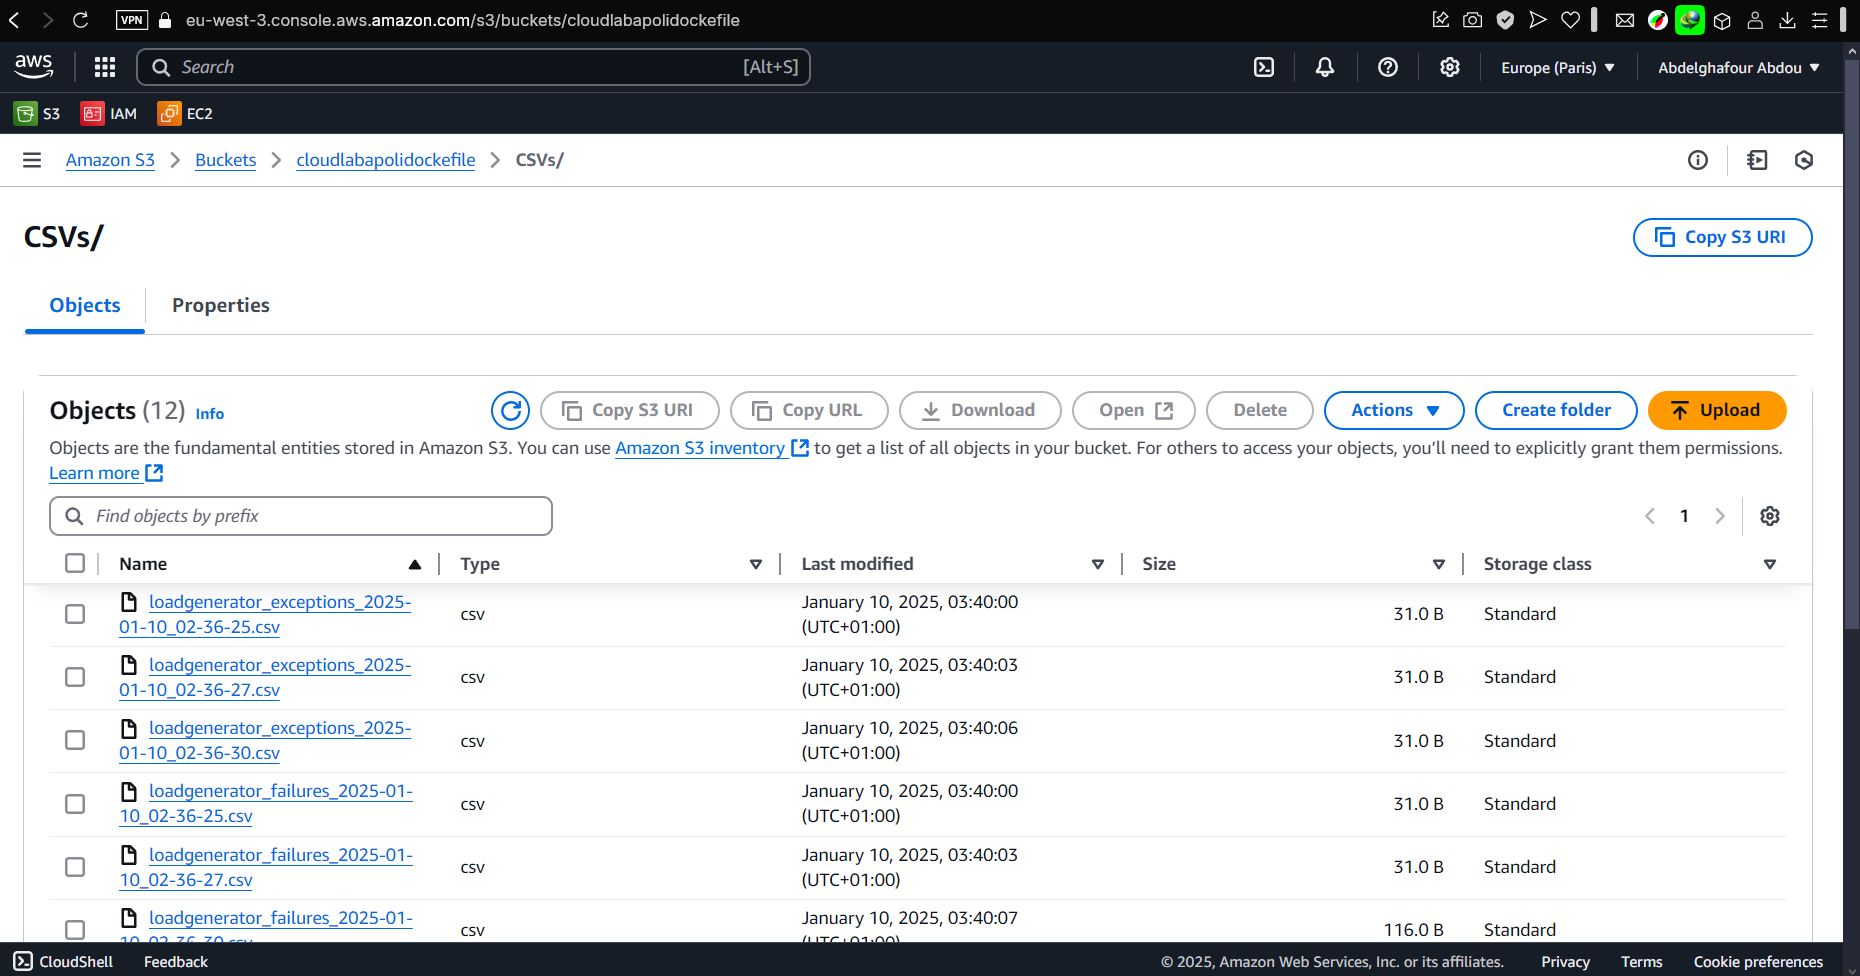 VPN eu-west-3.console.aws.amazon.com/s3/buckets/cloudlabapolidockefile
aws Search [Alt+S] Europe (Paris) Abdelghafour Abdou
S3 IAM EC2
Amazon S3 Buckets cloudlabapolidockefile CSVs/
CSVs/
Copy S3 URI
Objects Properties
Objects (12) Info Copy S3 URI Copy URL Download Open Delete Actions Create folder Upload
Objects are the fundamental entities stored in Amazon S3. You can use Amazon S3 inventory to get a list of all objects in your bucket. For others to access your objects, you’ll need to explicitly grant them permissions.
Learn more
Find objects by prefix 1
Name Type Last modified Size Storage class
loadgenerator_exceptions_2025-
01-10_02-36-25.csv
csv
January 10, 2025, 03:40:00
(UTC+01:00)
31.0 B
Standard
loadgenerator_exceptions_2025-
01-10_02-36-27.csv
csv
January 10, 2025, 03:40:03
(UTC+01:00)
31.0 B
Standard
loadgenerator_exceptions_2025-
01-10_02-36-30.csv
csv
January 10, 2025, 03:40:06
(UTC+01:00)
31.0 B
Standard
loadgenerator_failures_2025-01-
10_02-36-25.csv
csv
January 10, 2025, 03:40:00
(UTC+01:00)
31.0 B
Standard
loadgenerator_failures_2025-01-
10_02-36-27.csv
csv
January 10, 2025, 03:40:03
(UTC+01:00)
31.0 B
Standard
loadgenerator_failures_2025-01-
10_02-36-30.csv
csv
January 10, 2025, 03:40:07
(UTC+01:00)
116.0 B
Standard
CloudShell Feedback © 2025, Amazon Web Services, Inc. or its affiliates. Privacy Terms Cookie preferences